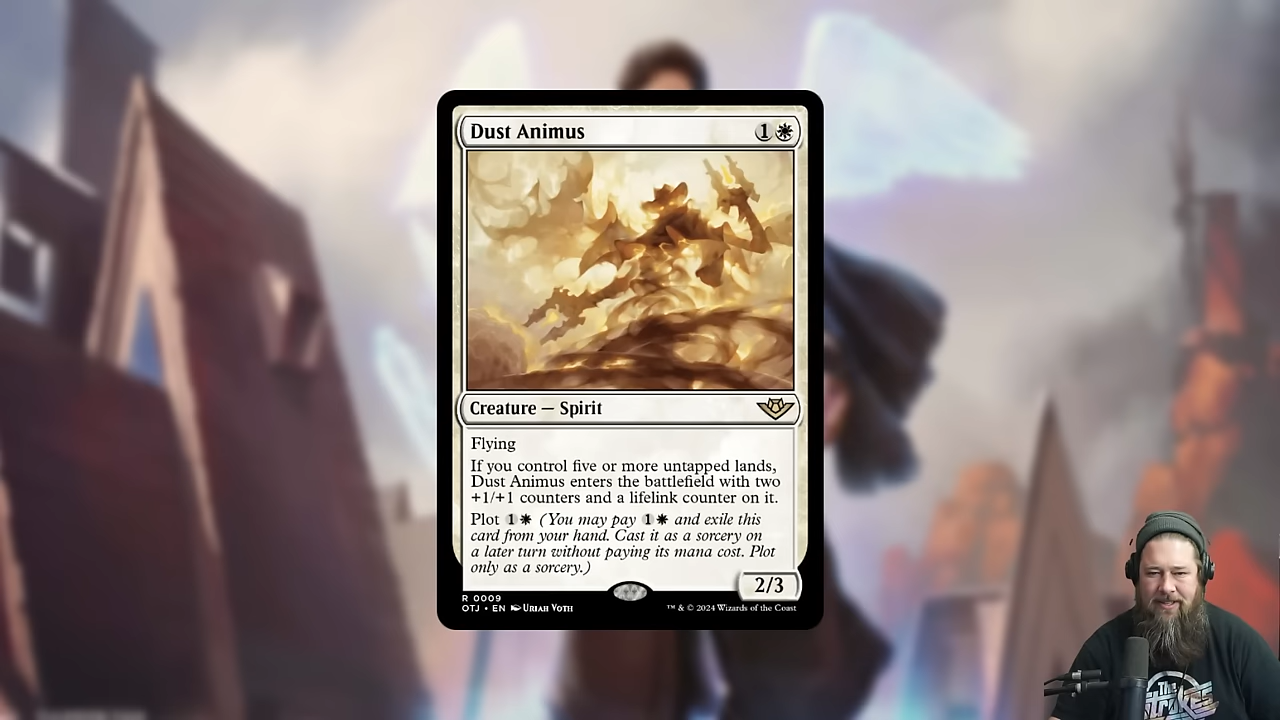 Dust Animus 1
Creature — Spirit
Flying
If you control five or more untapped lands,
Dust Animus enters the battlefield with two
+1/+1 counters and a lifelink counter on it.
Plot 1 (You may pay 1 and exile this
card from your hand. Cast it as a sorcery on
a later turn without paying its mana cost. Plot
only as a sorcery.)
2/3
R 0009
OTJ • EN Uriah Voth
™ & © 2024 Wizards of the Coast
The
Strokes